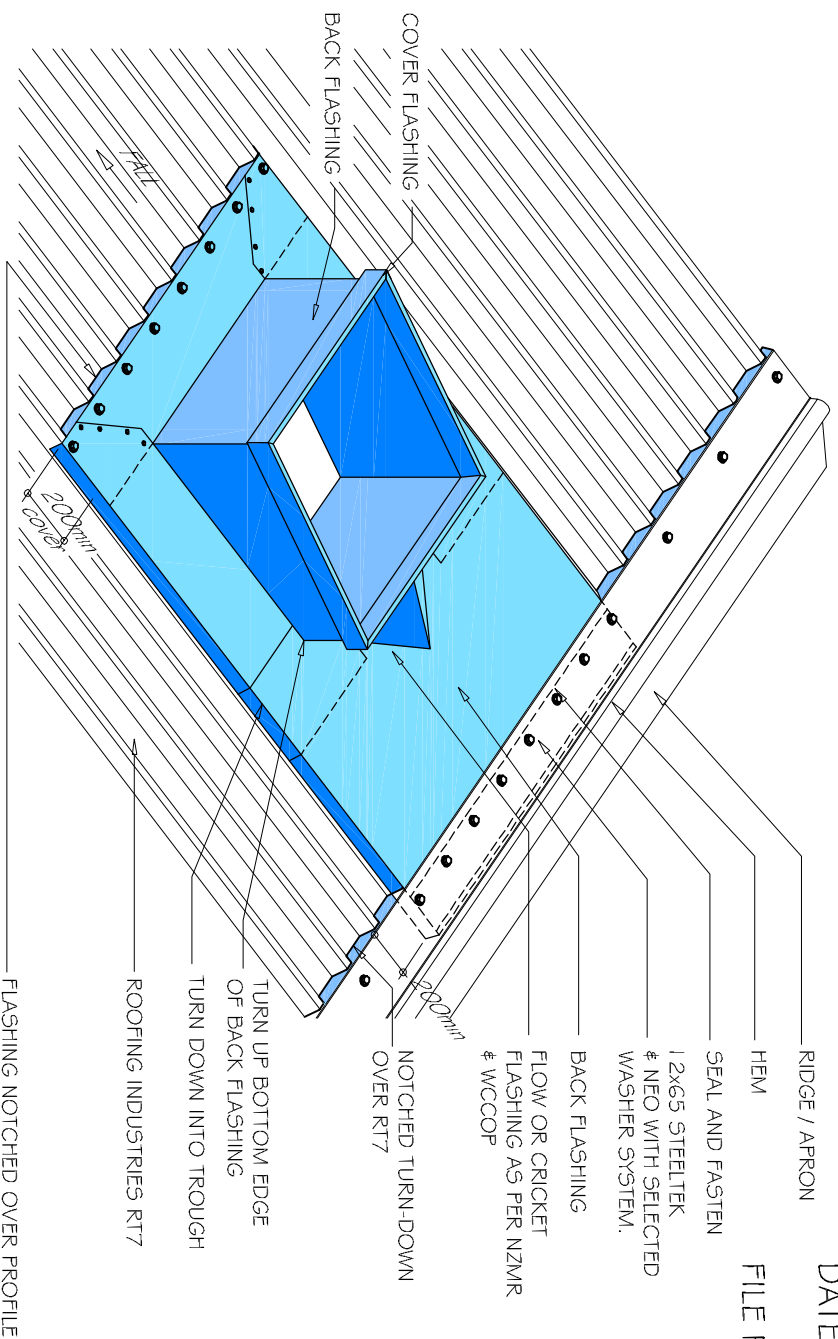 DATE
FILE
RIDGE / APRON
HEM
SEAL AND FASTEN
12x65 STEELTEK
& NEO WITH SELECTED
WASHER SYSTEM.
BACK FLASHING
FLOW OR CRICKET
FLASHING AS PER NZMR
& WCCOP
NOTCHED TURN-DOWN
OVER RT7
TURN UP BOTTOM EDGE
OF BACK FLASHING
TURN DOWN INTO TROUGH
ROOFING INDUSTRIES RT7
FLASHING NOTCHED OVER PROFILE
COVER FLASHING
BACK FLASHING
FALL
200min
cover
200min